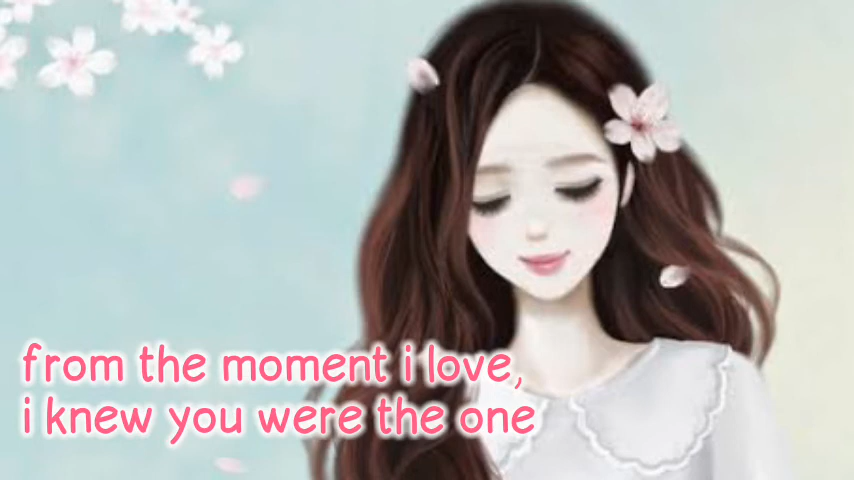 from the moment i love,
i knew you were the one